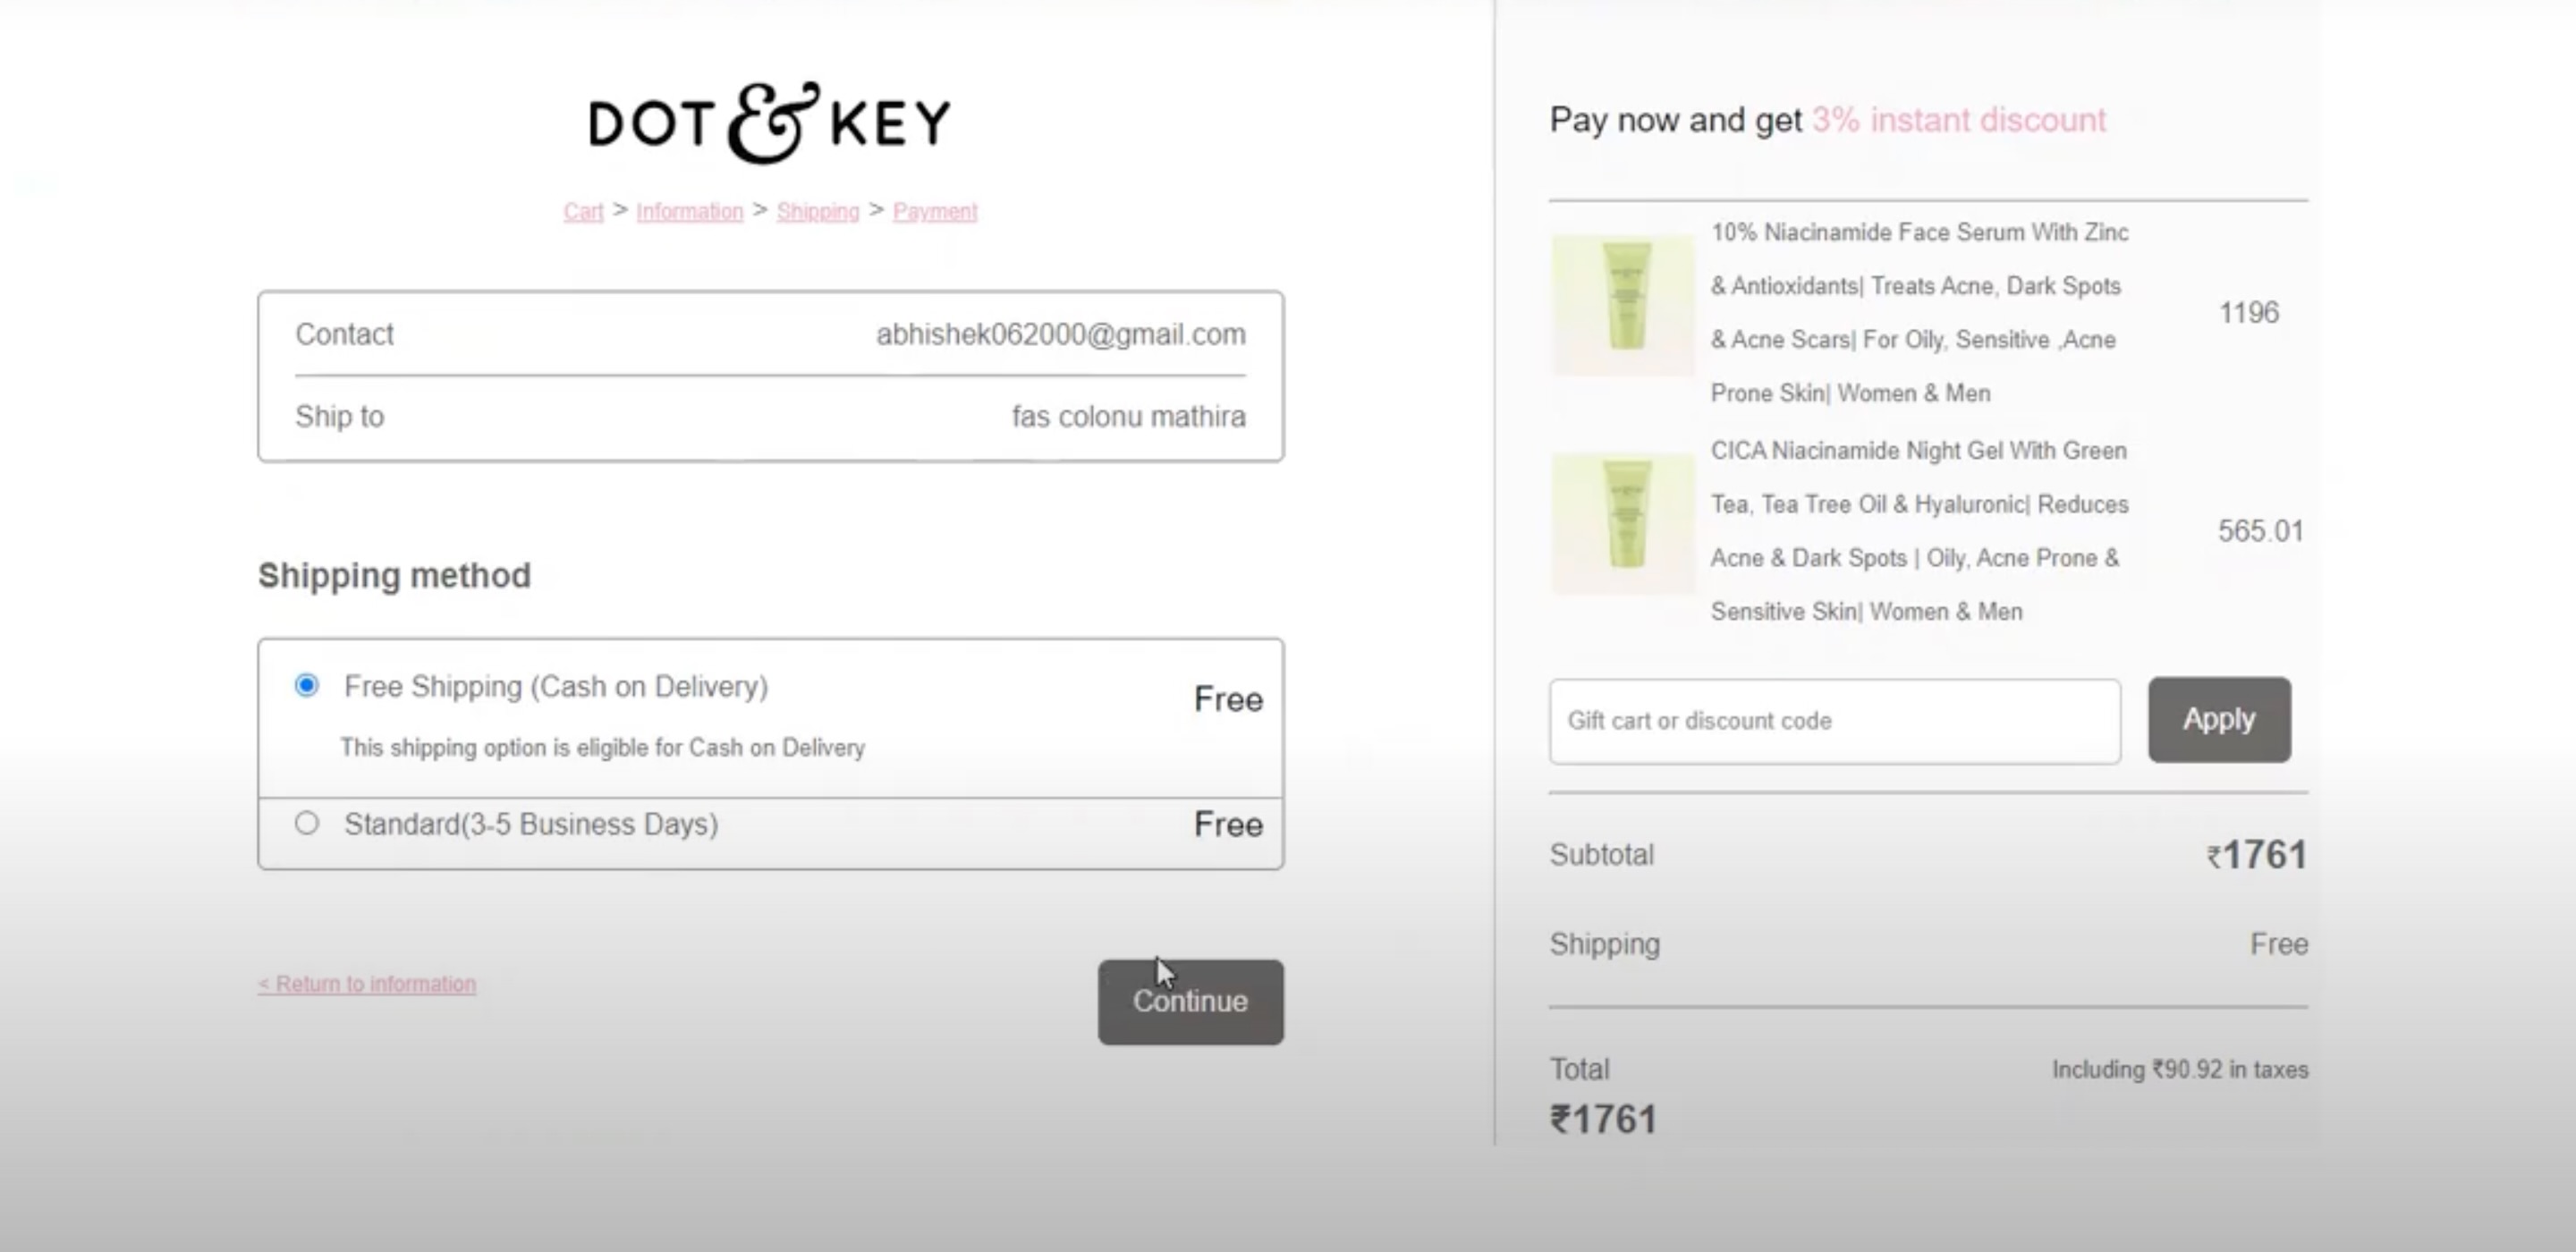 DOT & KEY
Cart > Information > Shipping > Payment
Contact abhishek062000@gmail.com
Ship to fas colonu mathira
Shipping method
Free Shipping (Cash on Delivery) Free
This shipping option is eligible for Cash on Delivery
Standard(3-5 Business Days) Free
< Return to information
Continue
Pay now and get 3% instant discount
10% Niacinamide Face Serum With Zinc
& Antioxidants| Treats Acne, Dark Spots
& Acne Scars| For Oily, Sensitive ,Acne
Prone Skin| Women & Men
1196
CICA Niacinamide Night Gel With Green
Tea, Tea Tree Oil & Hyaluronic| Reduces
Acne & Dark Spots | Oily, Acne Prone &
Sensitive Skin| Women & Men
565.01
Gift cart or discount code
Apply
Subtotal ₹1761
Shipping Free
Total Including ₹90.92 in taxes
₹1761